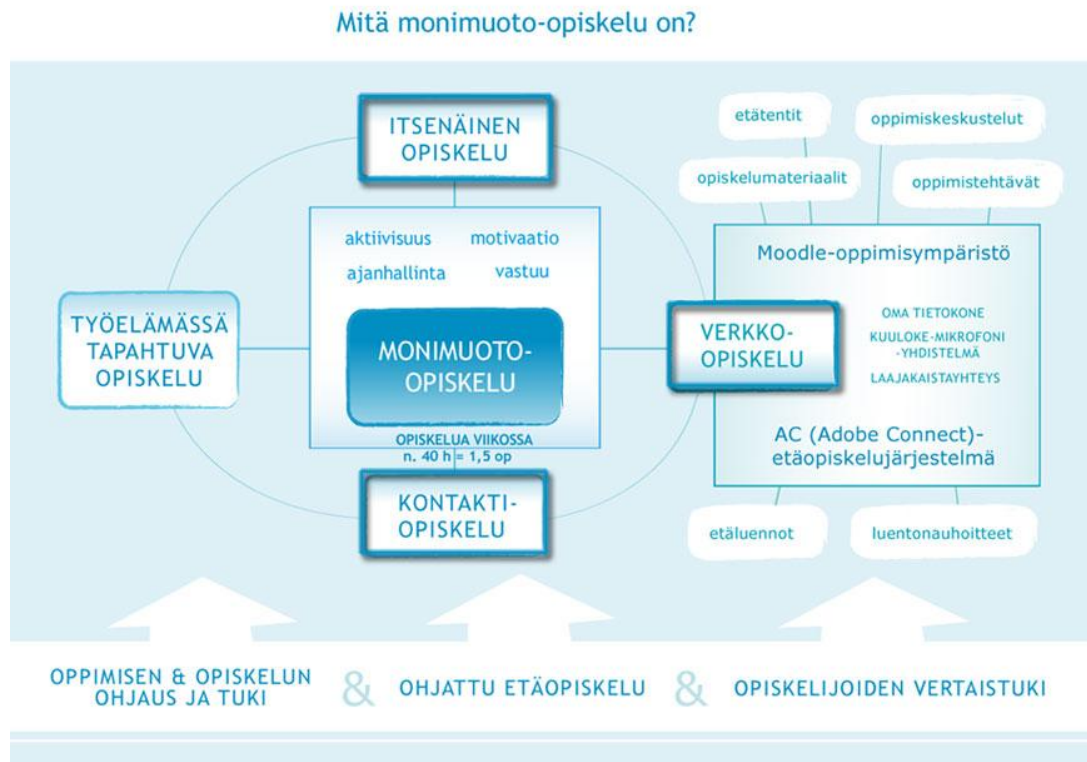 Mitä monimuoto-opiskelu on?
ITSENÄINEN
OPISKELU
aktiivisuus motivaatio
ajanhallinta vastuu
TYÖELÄMÄSSÄ
TAPAHTUVA
OPISKELU
MONIMUOTO-
OPISKELU
OPISKELUA VIIKOSSA
n. 40 h = 1,5 op
KONTAKTI-
OPISKELU
VERKKO-
OPISKELU
etätentit
oppimiskeskustelut
opiskelumateriaalit
oppimistehtävät
Moodle-oppimisympäristö
OMA TIETOKONE
KUULOKE-MIKROFONI
-YHDISTELMÄ
LAAJAKAISTAYHTEYS
AC (Adobe Connect)-
etäopiskelujärjestelmä
etäluennot
luentonauhoitteet
OPPIMISEN & OPISKELUN
OHJAUS JA TUKI
&
OHJATTU ETÄOPISKELU
&
OPISKELIJOIDEN VERTAISTUKI